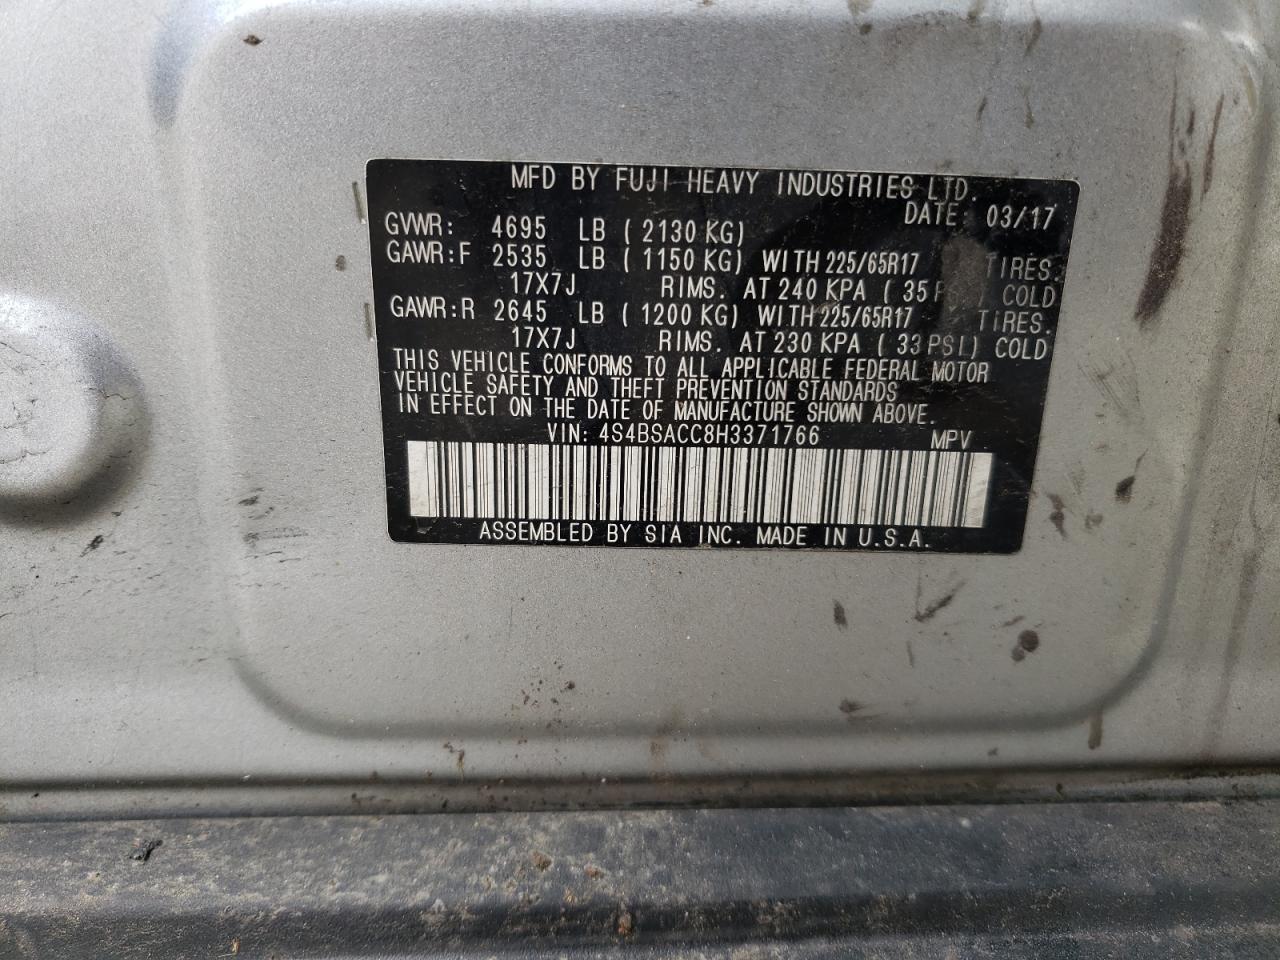 MFD BY FUJI HEAVY INDUSTRIES LTD.
DATE: 03/17
GVWR: 4695 LB ( 2130 KG)
GAWR:F 2535 LB ( 1150 KG) WITH 225/65R17 TIRES.
17X7J RIMS. AT 240 KPA ( 35 PSI) COLD
GAWR:R 2645 LB ( 1200 KG) WITH 225/65R17 TIRES.
17X7J RIMS. AT 230 KPA ( 33 PSI) COLD
THIS VEHICLE CONFORMS TO ALL APPLICABLE FEDERAL MOTOR
VEHICLE SAFETY AND THEFT PREVENTION STANDARDS
IN EFFECT ON THE DATE OF MANUFACTURE SHOWN ABOVE.
VIN: 4S4BSACC8H3371766 MPV
ASSEMBLED BY SIA INC. MADE IN U.S.A.